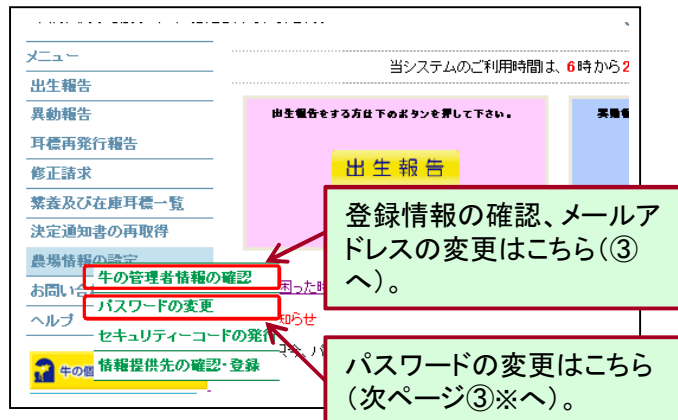 メニュー
当システムのご利用時間は、6時から2
出生報告
異動報告
出生報告をする方は下のボタンを押して下さい。
耳標再発行報告
出生報告
修正請求
繋養及び在庫耳標一覧
決定通知書の再取得
登録情報の確認、メールア
ドレスの変更はこちら(③
へ)。
農場情報の設定
牛の管理者情報の確認
お問い合
困った時
パスワードの変更
ヘルプ
知らせ
セキュリティーコードの発行
情報提供先の確認・登録
牛の個
パスワードの変更はこちら
(次ページ③※へ)。